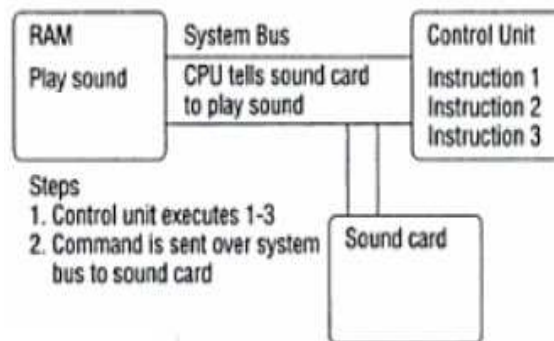 RAM
Play sound
System Bus
CPU tells sound card
to play sound
Control Unit
Instruction 1
Instruction 2
Instruction 3
Steps
1. Control unit executes 1-3
2. Command is sent over system
bus to sound card
Sound card